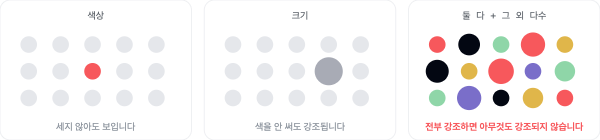 색상
세지 않아도 보입니다
크기
색을 안 써도 강조됩니다
둘 다 + 그 외 다수
전부 강조하면 아무것도 강조되지 않습니다